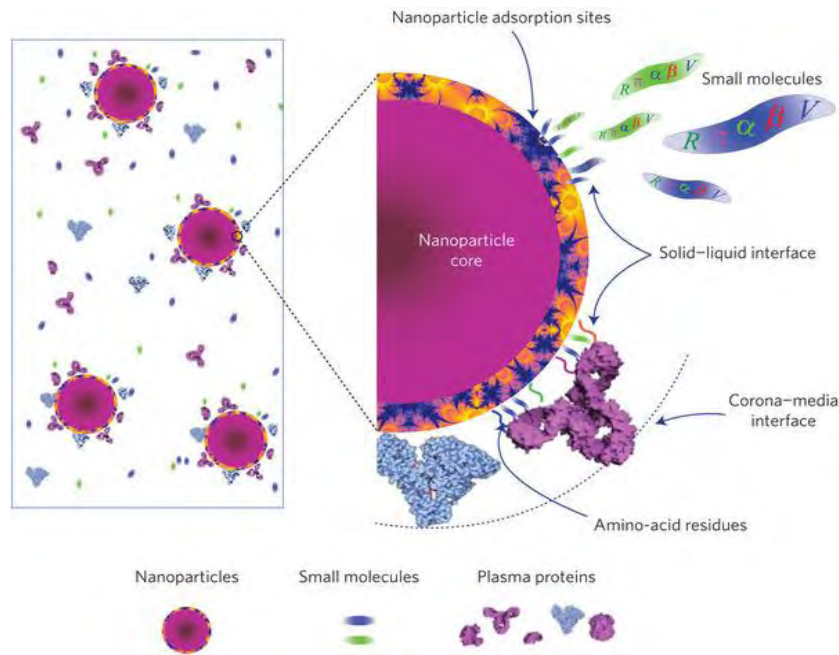 Nanoparticle adsorption sites
Small molecules
R π α β V
R π α β V
R γ α β V
R α β V
Nanoparticle
core
Solid–liquid interface
Corona–media
interface
Amino-acid residues
Nanoparticles
Small molecules
Plasma proteins